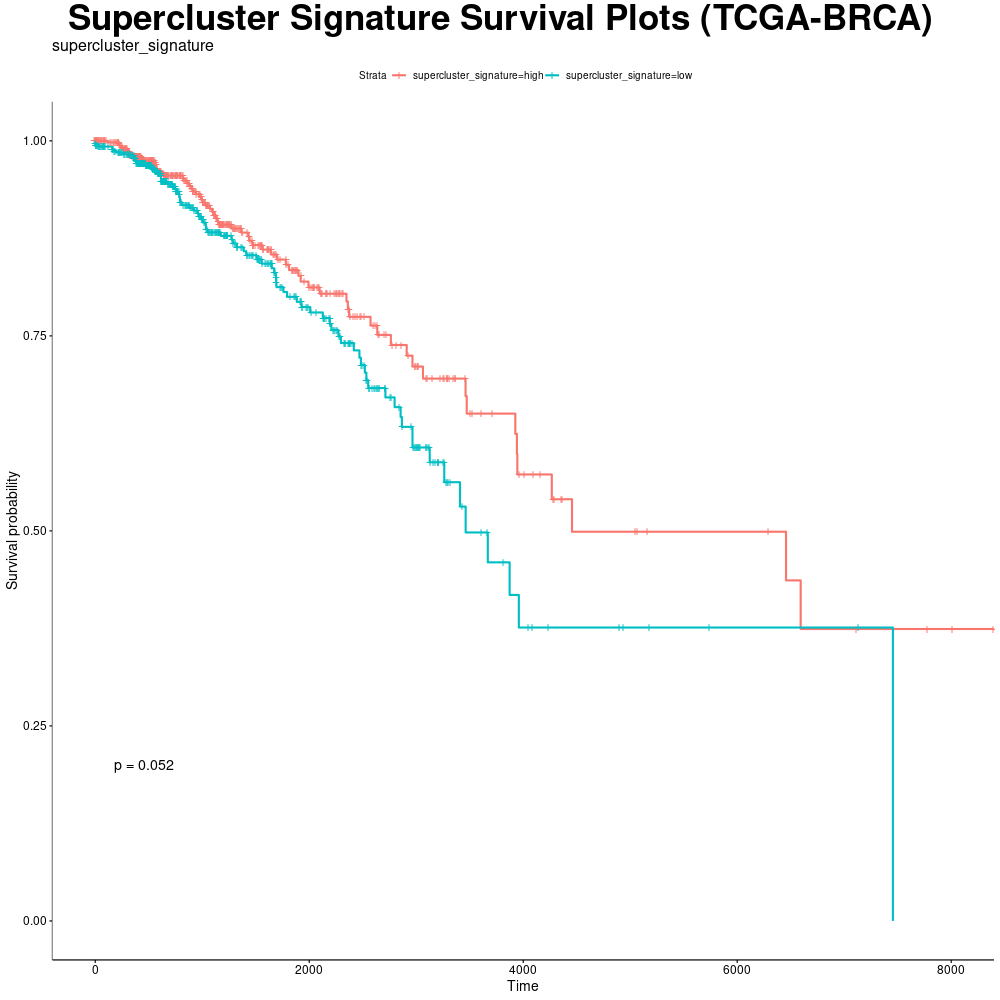 Supercluster Signature Survival Plots (TCGA-BRCA)
supercluster_signature
Strata supercluster_signature=high supercluster_signature=low
1.00
0.75
0.50
0.25
0.00
Survival probability
p = 0.052
0 2000 4000 6000 8000
Time